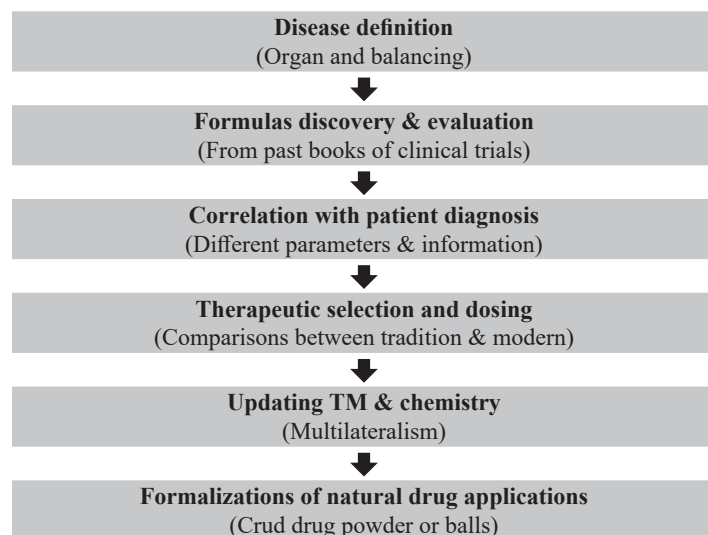 Disease definition
(Organ and balancing)
Formulas discovery & evaluation
(From past books of clinical trials)
Correlation with patient diagnosis
(Different parameters & information)
Therapeutic selection and dosing
(Comparisons between tradition & modern)
Updating TM & chemistry
(Multilateralism)
Formalizations of natural drug applications
(Crud drug powder or balls)